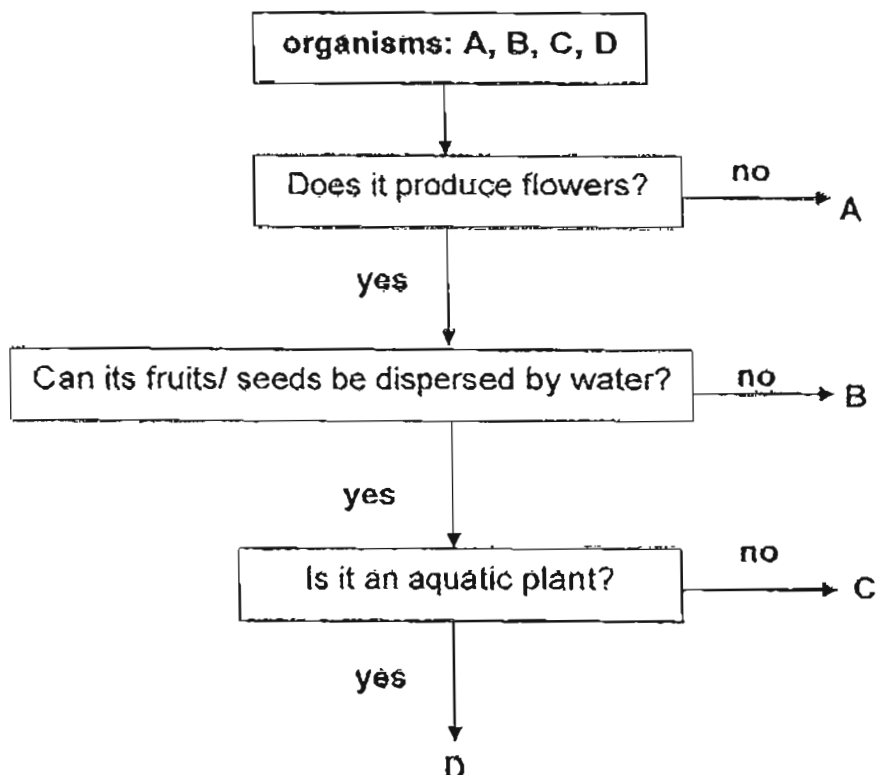 organisms: A, B, C, D
Does it produce flowers?
no
A
yes
Can its fruits/ seeds be dispersed by water?
no
B
yes
Is it an aquatic plant?
no
C
yes
D